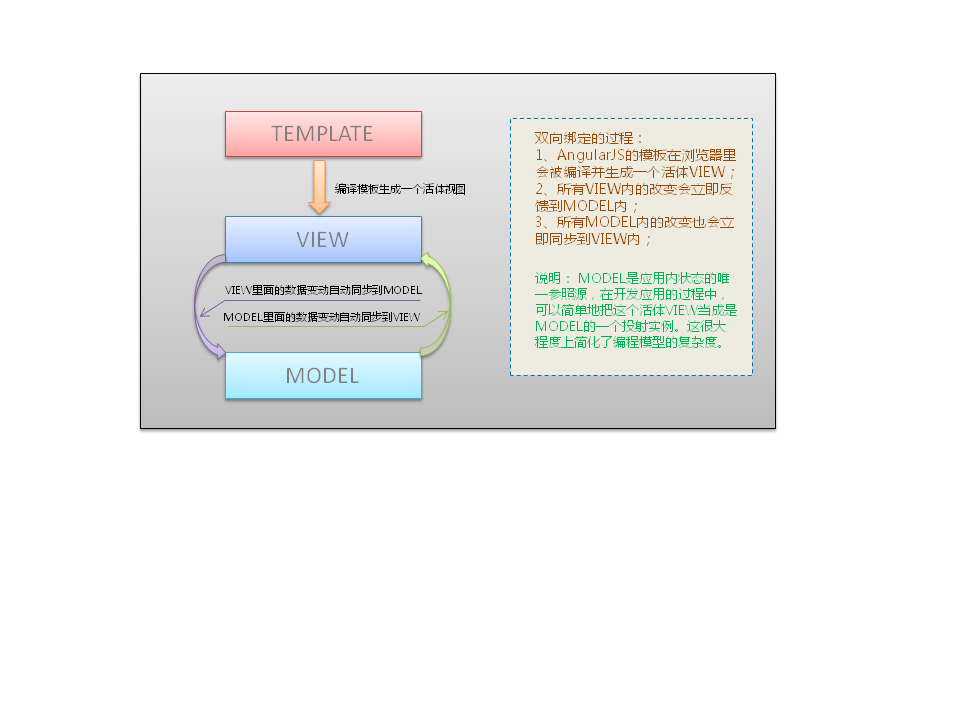 TEMPLATE
编译模板生成一个活体视图
VIEW
VIEW里面的数据变动自动同步到MODEL
MODEL里面的数据变动自动同步到VIEW
MODEL
双向绑定的过程：
1、AngularJS的模板在浏览器里
会被编译并生成一个活体VIEW；
2、所有VIEW内的改变会立即反
馈到MODEL内；
3、所有MODEL内的改变也会立
即同步到VIEW内；
说明： MODEL是应用内状态的唯
一参照源，在开发应用的过程中，
可以简单地把这个活体VIEW当成是
MODEL的一个投射实例。这很大
程度上简化了编程模型的复杂度。